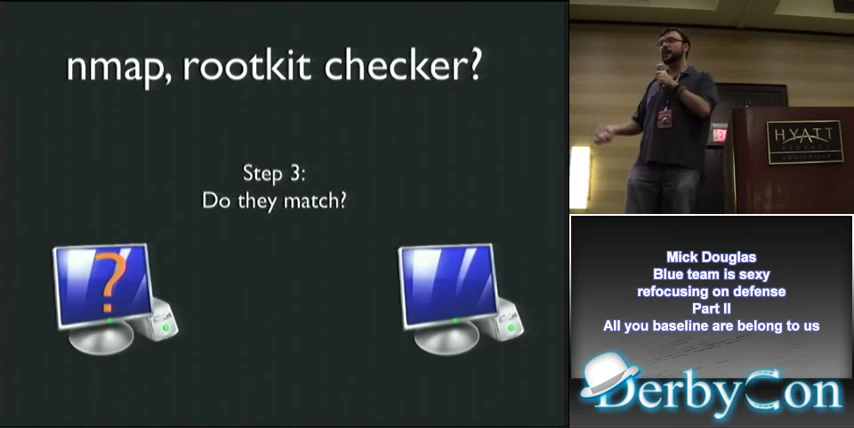 nmap, rootkit checker?
Step 3:
Do they match?
?
HYATT
Mick Douglas
Blue team is sexy
refocusing on defense
Part II
All you baseline are belong to us
DerbyCon